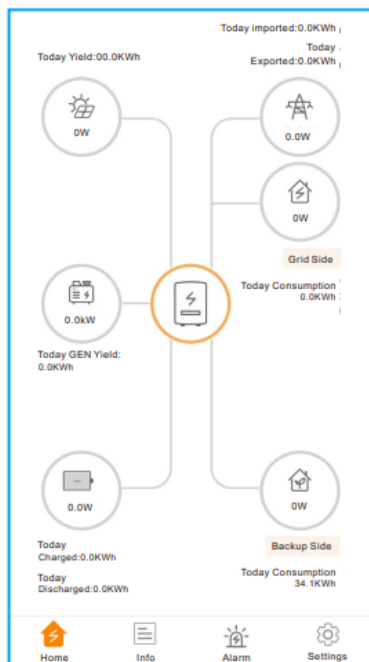 Today imported:0.0KWh
Today
Exported:0.0KWh
Today Yield:00.0KWh
0W
0.0W
0W
Grid Side
Today Consumption
0.0KWh
0.0kW
Today GEN Yield:
0.0KWh
--
0.0W
0W
Today
Charged:0.0KWh
Backup Side
Today
Discharged:0.0KWh
Today Consumption
34.1KWh
Home
Info
Alarm
Settings